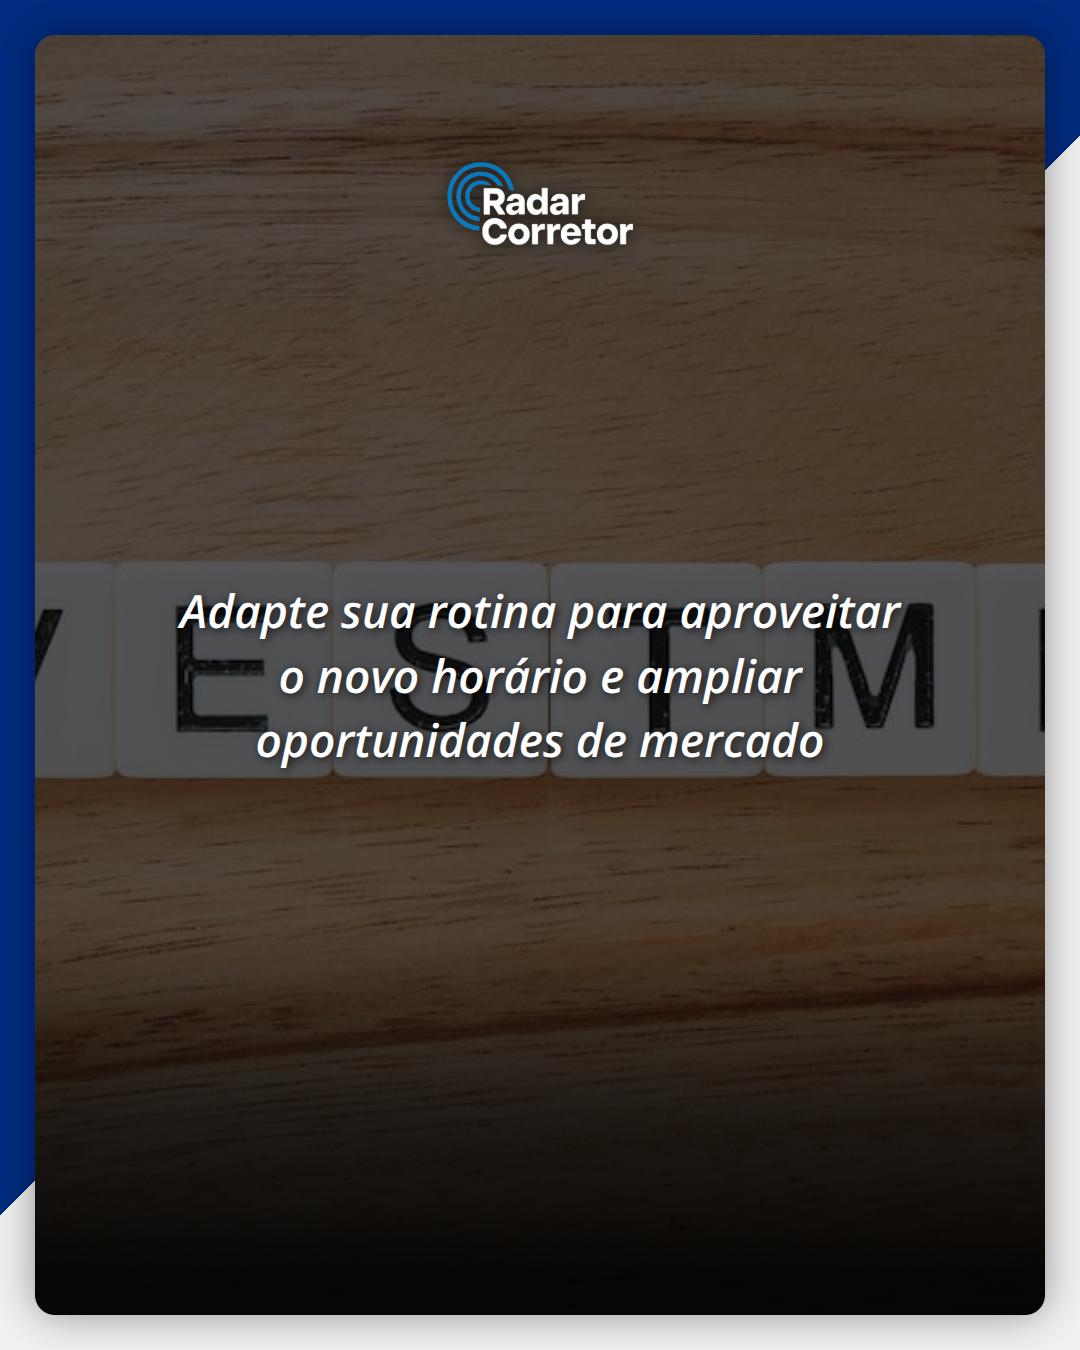 Radar
Corretor
Adapte sua rotina para aproveitar
o novo horário e ampliar
oportunidades de mercado
E S T M